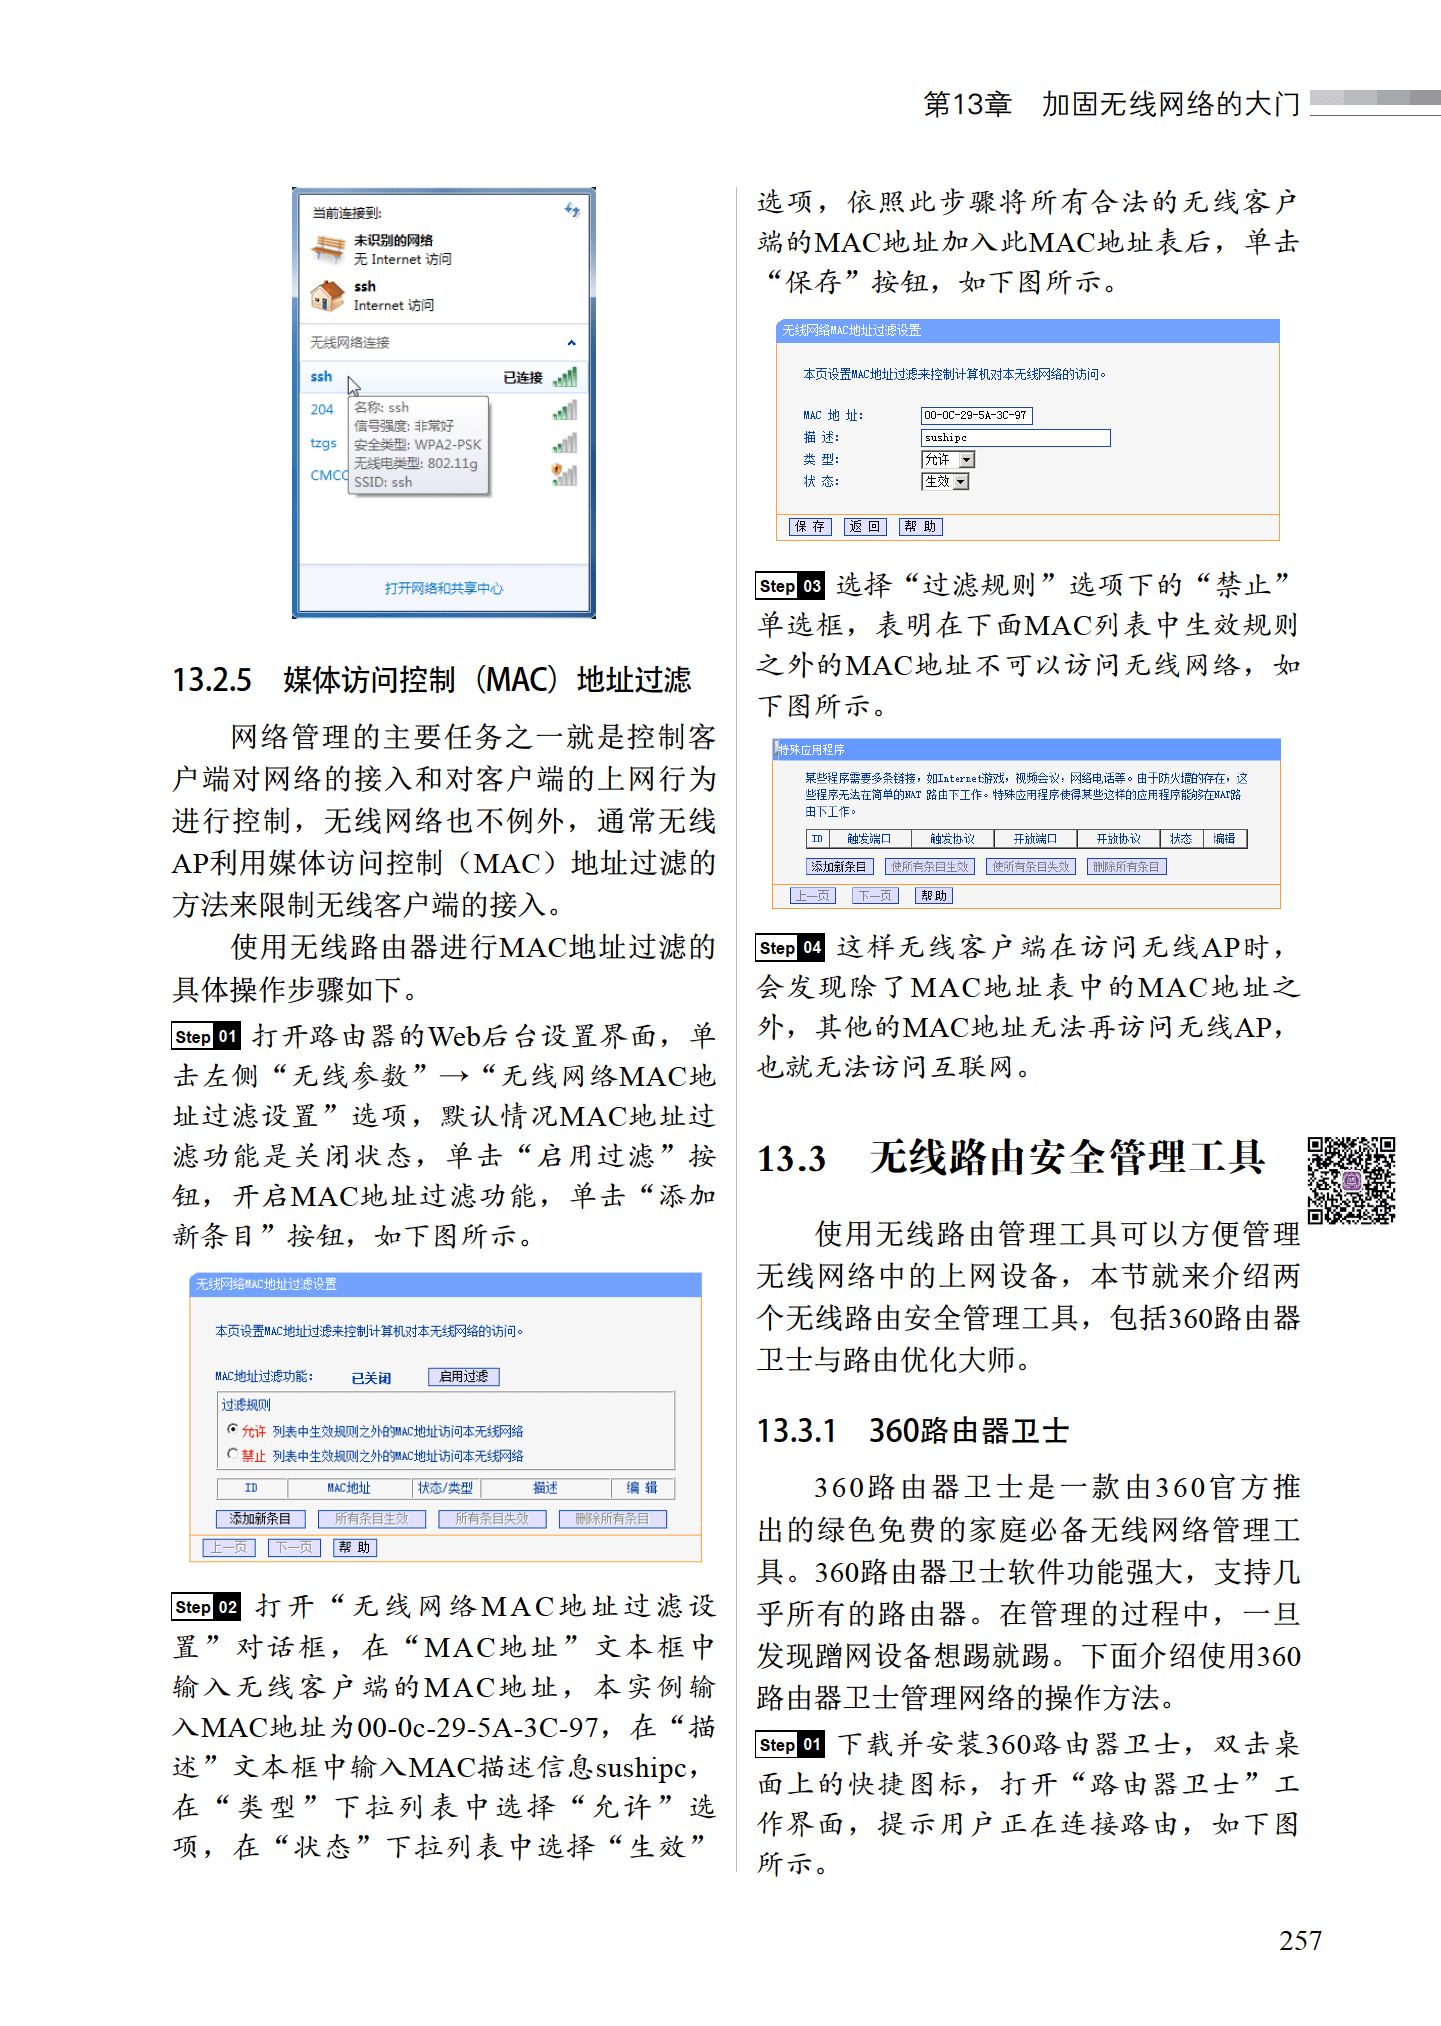 第13章 加固无线网络的大门
当前连接到:
未识别的网络
无 Internet 访问
ssh
Internet 访问
无线网络连接
ssh 已连接
204
tzgs
CMCC
名称: ssh
信号强度: 非常好
安全类型: WPA2-PSK
无线电类型: 802.11g
SSID: ssh
打开网络和共享中心
13.2.5 媒体访问控制（MAC）地址过滤
网络管理的主要任务之一就是控制客
户端对网络的接入和对客户端的上网行为
进行控制，无线网络也不例外，通常无线
AP利用媒体访问控制（MAC）地址过滤的
方法来限制无线客户端的接入。
使用无线路由器进行MAC地址过滤的
具体操作步骤如下。
Step 01 打开路由器的Web后台设置界面，单
击左侧“无线参数”→“无线网络MAC地
址过滤设置”选项，默认情况MAC地址过
滤功能是关闭状态，单击“启用过滤”按
钮，开启MAC地址过滤功能，单击“添加
新条目”按钮，如下图所示。
无线网络MAC地址过滤设置
本页设置MAC地址过滤来控制计算机对本无线网络的访问。
MAC地址过滤功能： 已关闭 启用过滤
过滤规则
允许 列表中生效规则之外的MAC地址访问本无线网络
禁止 列表中生效规则之外的MAC地址访问本无线网络
ID MAC地址 状态/类型 描述 编 辑
添加新条目 所有条目生效 所有条目失效 删除所有条目
上一页 下一页 帮 助
Step 02 打开“无线网络MAC地址过滤设
置”对话框，在“MAC地址”文本框中
输入无线客户端的MAC地址，本实例输
入MAC地址为00-0c-29-5A-3C-97，在“描
述”文本框中输入MAC描述信息sushipc，
在“类型”下拉列表中选择“允许”选
项，在“状态”下拉列表中选择“生效”
选项，依照此步骤将所有合法的无线客户
端的MAC地址加入此MAC地址表后，单击
“保存”按钮，如下图所示。
无线网络MAC地址过滤设置
本页设置MAC地址过滤来控制计算机对本无线网络的访问。
MAC 地 址： 00-0C-29-5A-3C-97
描 述： sushipc
类 型： 允许
状 态： 生效
保 存 返 回 帮 助
Step 03 选择“过滤规则”选项下的“禁止”
单选框，表明在下面MAC列表中生效规则
之外的MAC地址不可以访问无线网络，如
下图所示。
特殊应用程序
某些程序需要多条链接，如Internet游戏，视频会议，网络电话等。由于防火墙的存在，这
些程序无法在简单的NAT 路由下工作。特殊应用程序使得某些这样的应用程序能够在NAT路
由下工作。
ID 触发端口 触发协议 开放端口 开放协议 状态 编辑
添加新条目 使所有条目生效 使所有条目失效 删除所有条目
上一页 下一页 帮 助
Step 04 这样无线客户端在访问无线AP时，
会发现除了MAC地址表中的MAC地址之
外，其他的MAC地址无法再访问无线AP，
也就无法访问互联网。
13.3 无线路由安全管理工具
使用无线路由管理工具可以方便管理
无线网络中的上网设备，本节就来介绍两
个无线路由安全管理工具，包括360路由器
卫士与路由优化大师。
13.3.1 360路由器卫士
360路由器卫士是一款由360官方推
出的绿色免费的家庭必备无线网络管理工
具。360路由器卫士软件功能强大，支持几
乎所有的路由器。在管理的过程中，一旦
发现蹭网设备想踢就踢。下面介绍使用360
路由器卫士管理网络的操作方法。
Step 01 下载并安装360路由器卫士，双击桌
面上的快捷图标，打开“路由器卫士”工
作界面，提示用户正在连接路由，如下图
所示。
257